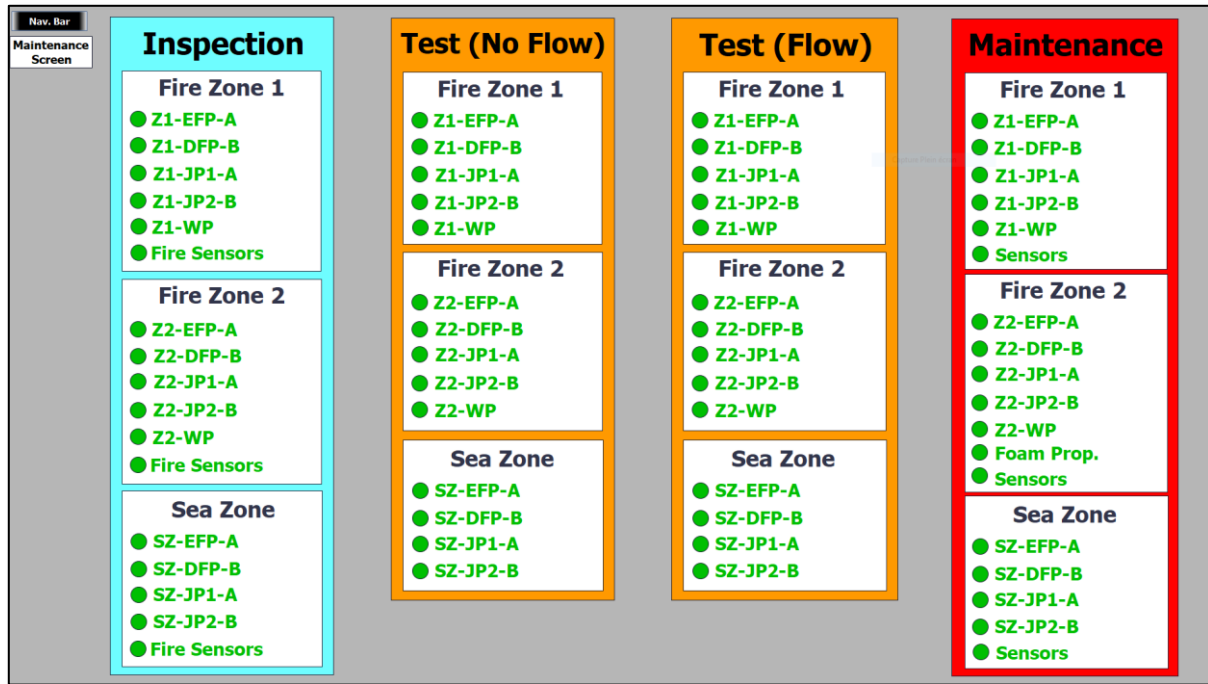 Nav. Bar
Maintenance
Screen
Inspection
Fire Zone 1
Z1-EFP-A
Z1-DFP-B
Z1-JP1-A
Z1-JP2-B
Z1-WP
Fire Sensors
Fire Zone 2
Z2-EFP-A
Z2-DFP-B
Z2-JP1-A
Z2-JP2-B
Z2-WP
Fire Sensors
Sea Zone
SZ-EFP-A
SZ-DFP-B
SZ-JP1-A
SZ-JP2-B
Fire Sensors
Test (No Flow)
Fire Zone 1
Z1-EFP-A
Z1-DFP-B
Z1-JP1-A
Z1-JP2-B
Z1-WP
Fire Zone 2
Z2-EFP-A
Z2-DFP-B
Z2-JP1-A
Z2-JP2-B
Z2-WP
Sea Zone
SZ-EFP-A
SZ-DFP-B
SZ-JP1-A
SZ-JP2-B
Test (Flow)
Fire Zone 1
Z1-EFP-A
Z1-DFP-B
Z1-JP1-A
Z1-JP2-B
Z1-WP
Fire Zone 2
Z2-EFP-A
Z2-DFP-B
Z2-JP1-A
Z2-JP2-B
Z2-WP
Sea Zone
SZ-EFP-A
SZ-DFP-B
SZ-JP1-A
SZ-JP2-B
Maintenance
Fire Zone 1
Z1-EFP-A
Z1-DFP-B
Z1-JP1-A
Z1-JP2-B
Z1-WP
Sensors
Fire Zone 2
Z2-EFP-A
Z2-DFP-B
Z2-JP1-A
Z2-JP2-B
Z2-WP
Foam Prop.
Sensors
Sea Zone
SZ-EFP-A
SZ-DFP-B
SZ-JP1-A
SZ-JP2-B
Sensors